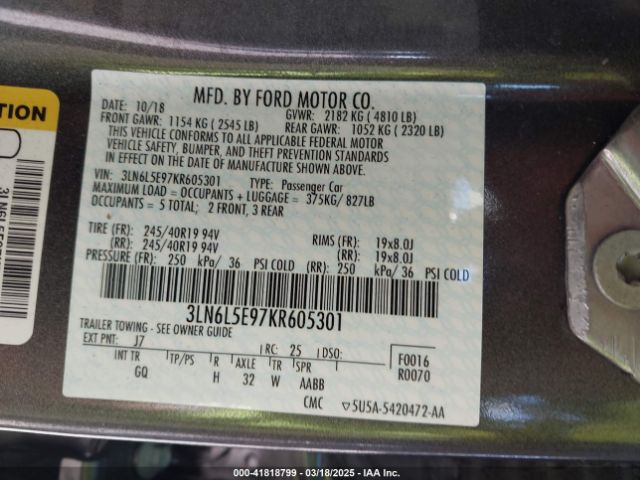 MFD. BY FORD MOTOR CO.
DATE: 10/18 GVWR: 2182 KG ( 4810 LB)
FRONT GAWR: 1154 KG ( 2545 LB) REAR GAWR: 1052 KG ( 2320 LB)
THIS VEHICLE CONFORMS TO ALL APPLICABLE FEDERAL MOTOR
VEHICLE SAFETY, BUMPER, AND THEFT PREVENTION STANDARDS
IN EFFECT ON THE DATE OF MANUFACTURE SHOWN ABOVE.
VIN: 3LN6L5E97KR605301 TYPE: Passenger Car
MAXIMUM LOAD = OCCUPANTS + LUGGAGE = 375KG/ 827LB
OCCUPANTS = 5 TOTAL; 2 FRONT, 3 REAR
TIRE (FR): 245/40R19 94V RIMS (FR): 19x8.0J
(RR): 245/40R19 94V (RR): 19x8.0J
PRESSURE (FR): 250 kPa/ 36 PSI COLD (RR): 250 kPa/ 36 PSI COLD
3LN6L5E97KR605301
TRAILER TOWING - SEE OWNER GUIDE
EXT PNT: J7 RC: 25 DSO: F0016
INT TR TP/PS R AXLE TR SPR R0070
GQ H 32 W AABB
CMC 5U5A-5420472-AA
TION
000-41818799 — 03/18/2025 — IAA Inc.